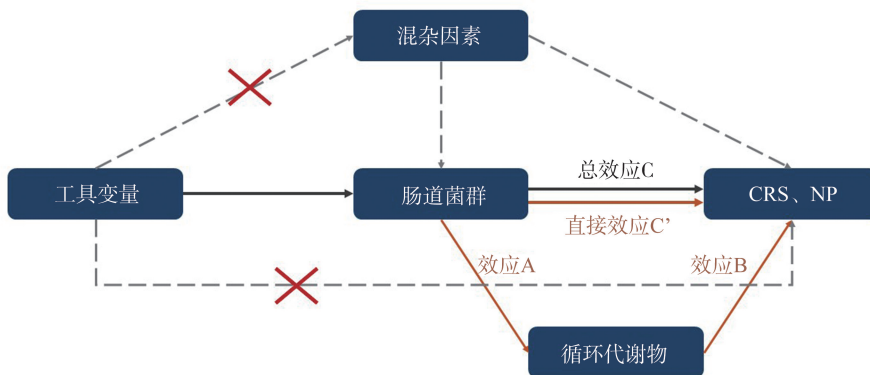 混杂因素
总效应C
工具变量
肠道菌群
CRS、NP
直接效应C’
效应A
效应B
循环代谢物